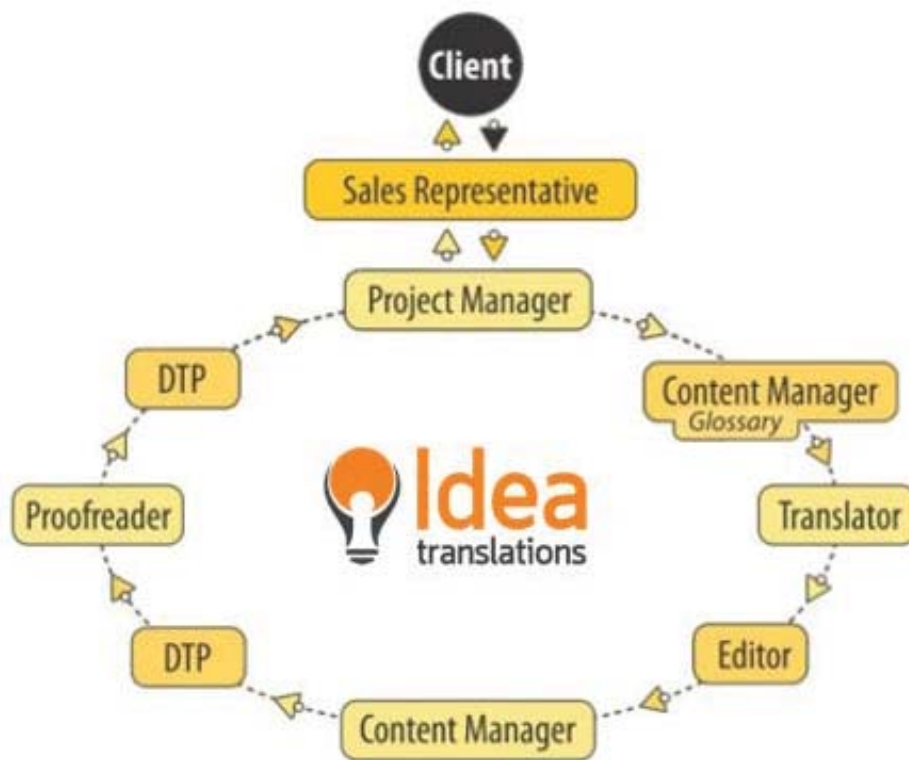 Client
Sales Representative
Project Manager
DTP
Content Manager
Glossary
Proofreader
Idea
translations
Translator
DTP
Editor
Content Manager